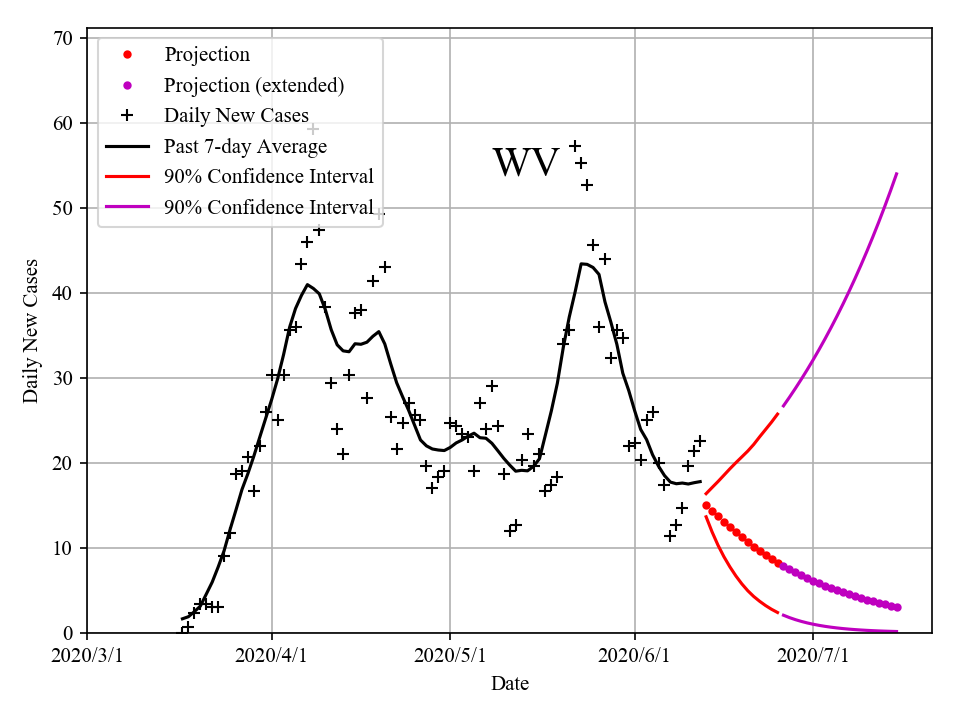 70
60
50
40
30
20
10
0
Daily New Cases
Projection
Projection (extended)
Daily New Cases
Past 7-day Average
90% Confidence Interval
90% Confidence Interval
WV
2020/3/1 2020/4/1 2020/5/1 2020/6/1 2020/7/1
Date